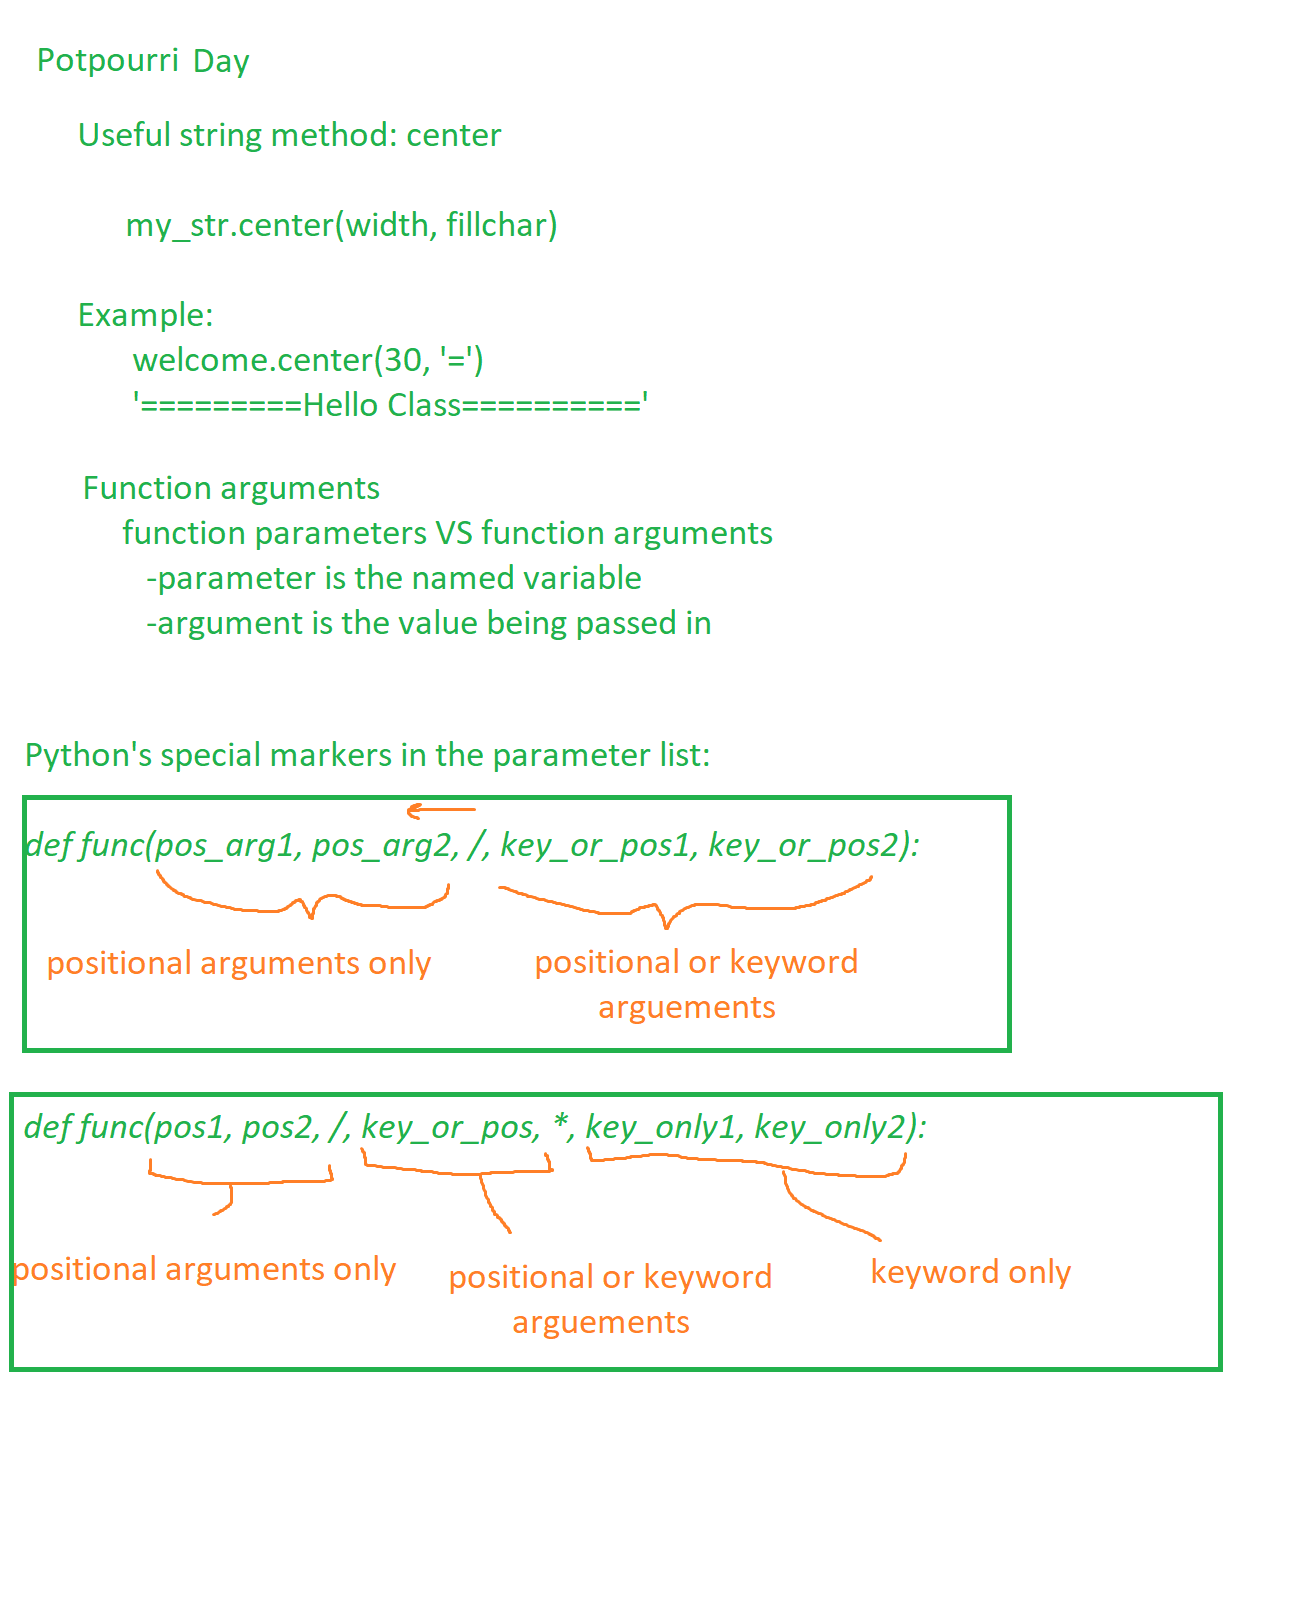 Potpourri Day
Useful string method: center
my_str.center(width, fillchar)
Example:
welcome.center(30, '=')
'=========Hello Class=========='
Function arguments
function parameters VS function arguments
-parameter is the named variable
-argument is the value being passed in
Python's special markers in the parameter list:
def func(pos_arg1, pos_arg2, /, key_or_pos1, key_or_pos2):
positional arguments only
positional or keyword
arguements
def func(pos1, pos2, /, key_or_pos, *, key_only1, key_only2):
positional arguments only
positional or keyword
arguements
keyword only